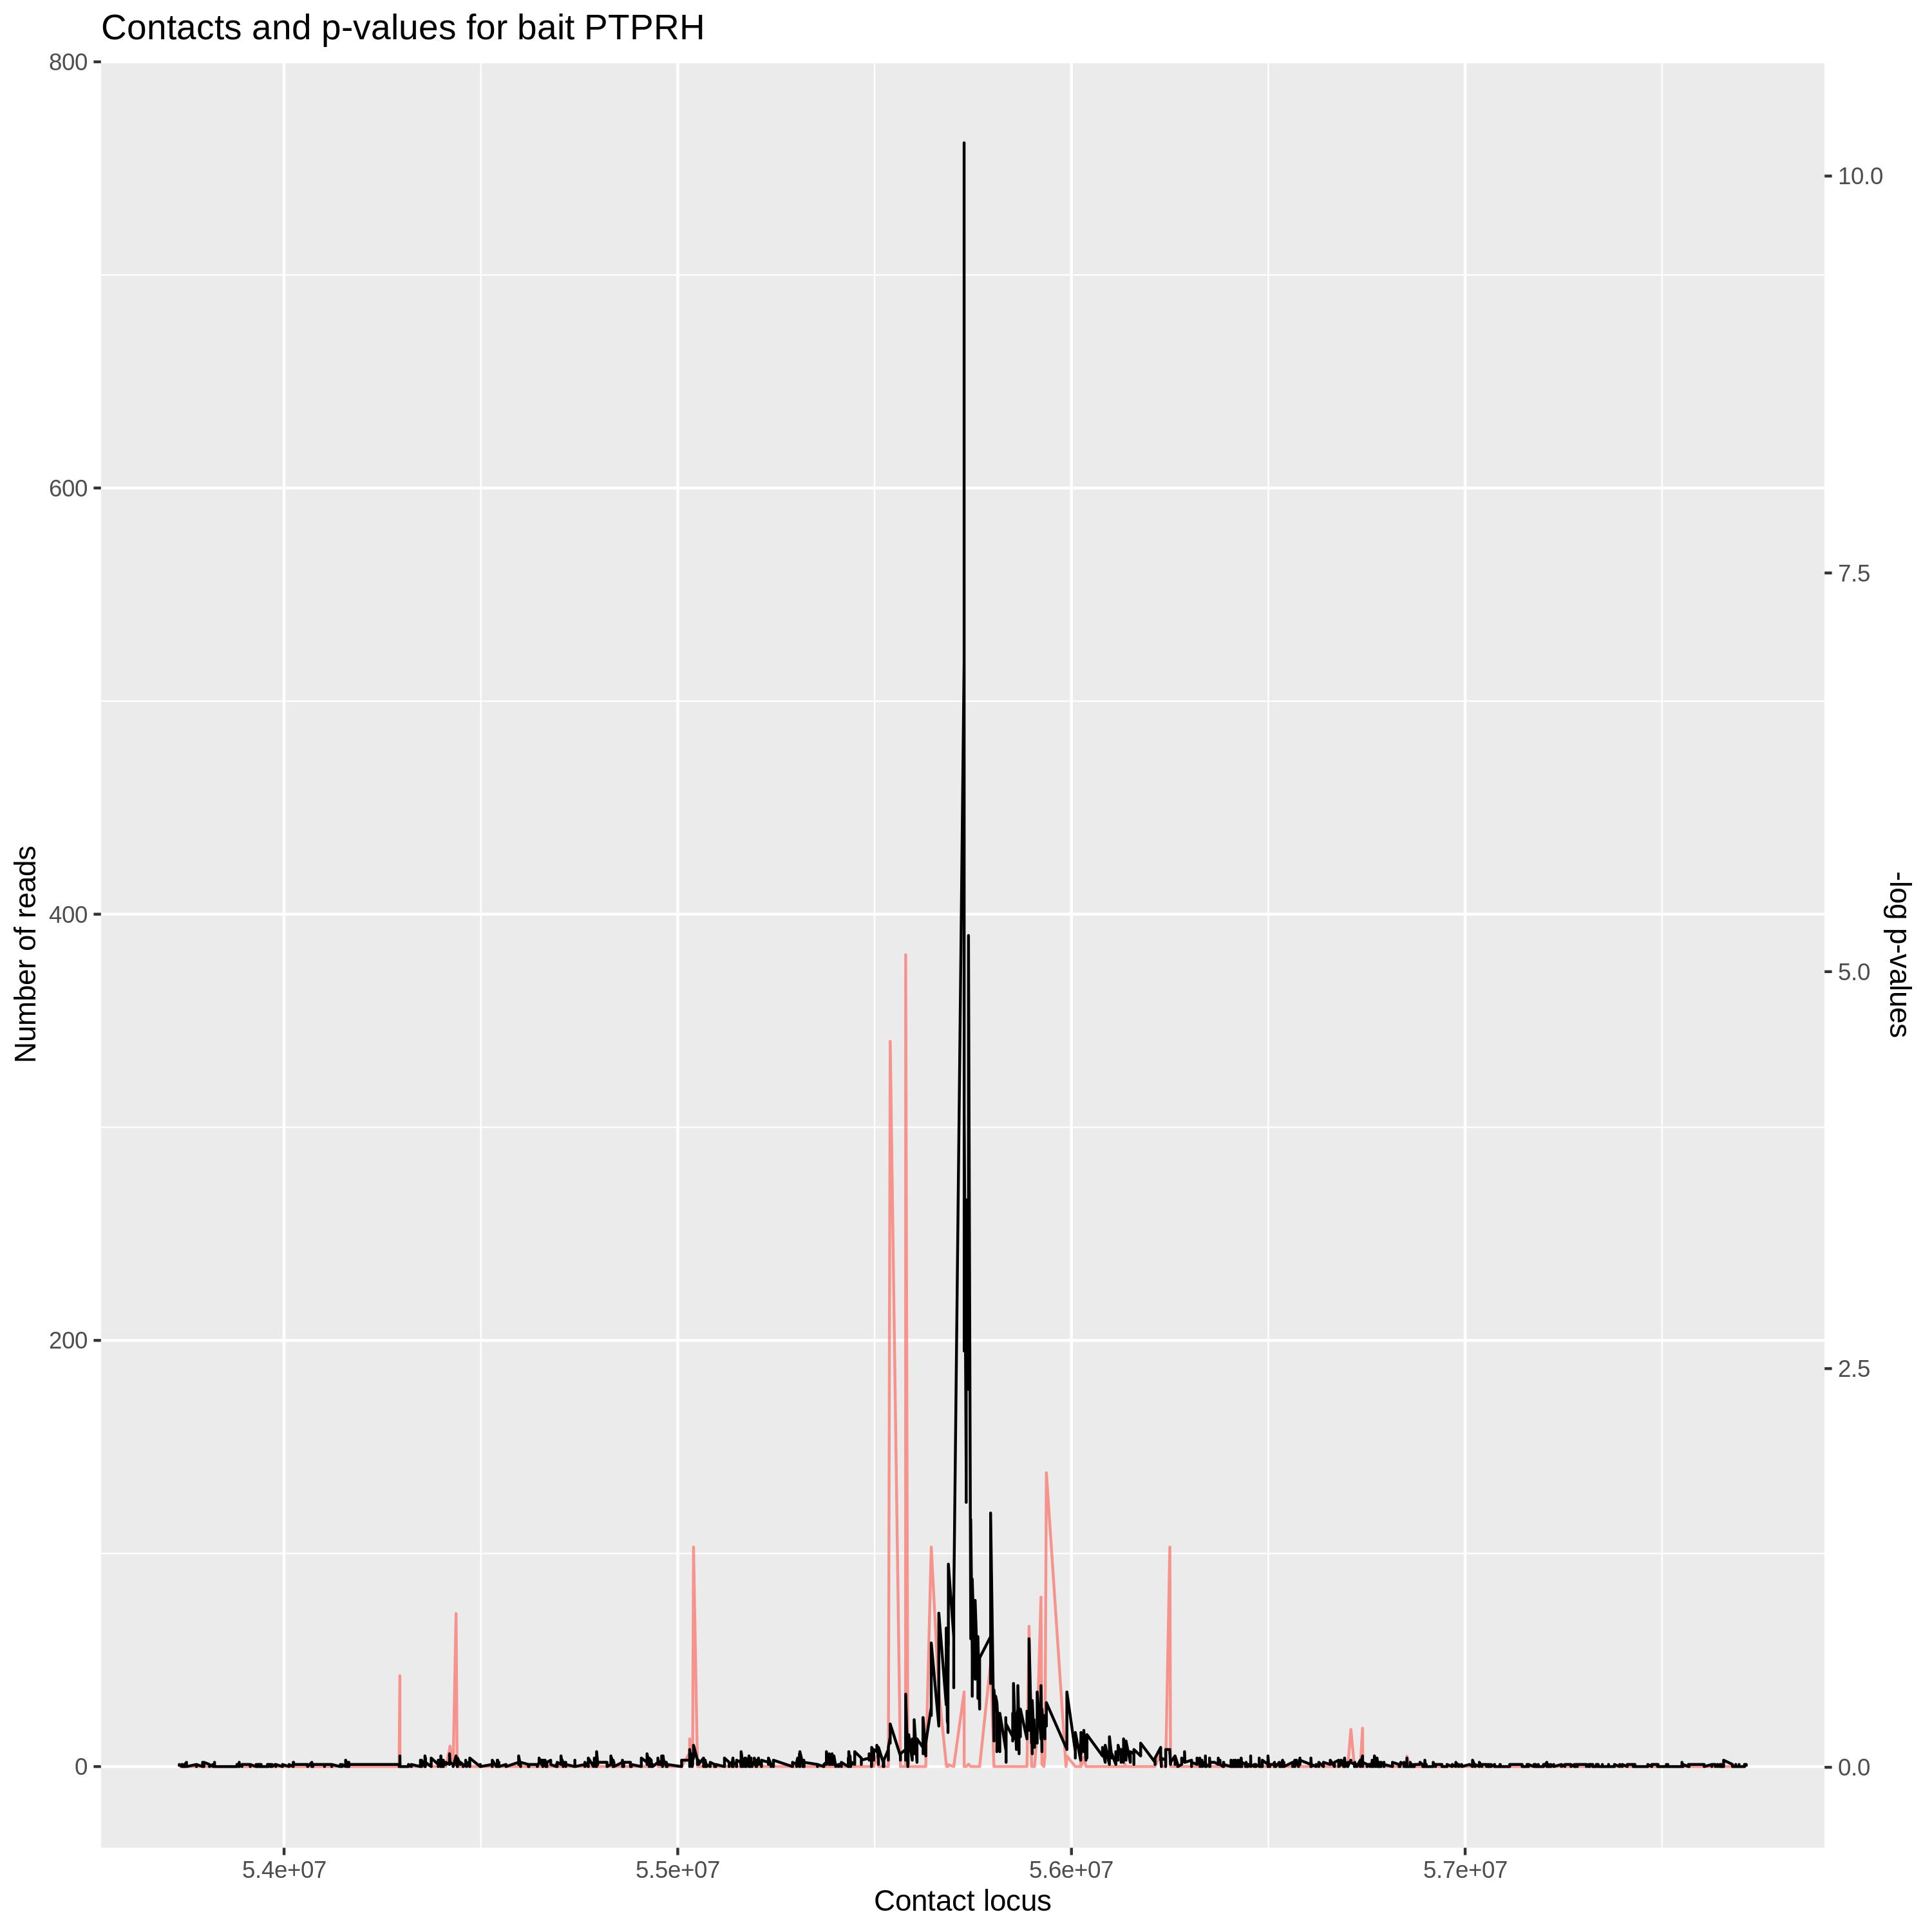 Contacts and p-values for bait PTPRH
800
600
400
200
0
Number of reads
10.0
7.5
5.0
2.5
0.0
-log p-values
5.4e+07
5.5e+07
5.6e+07
5.7e+07
Contact locus